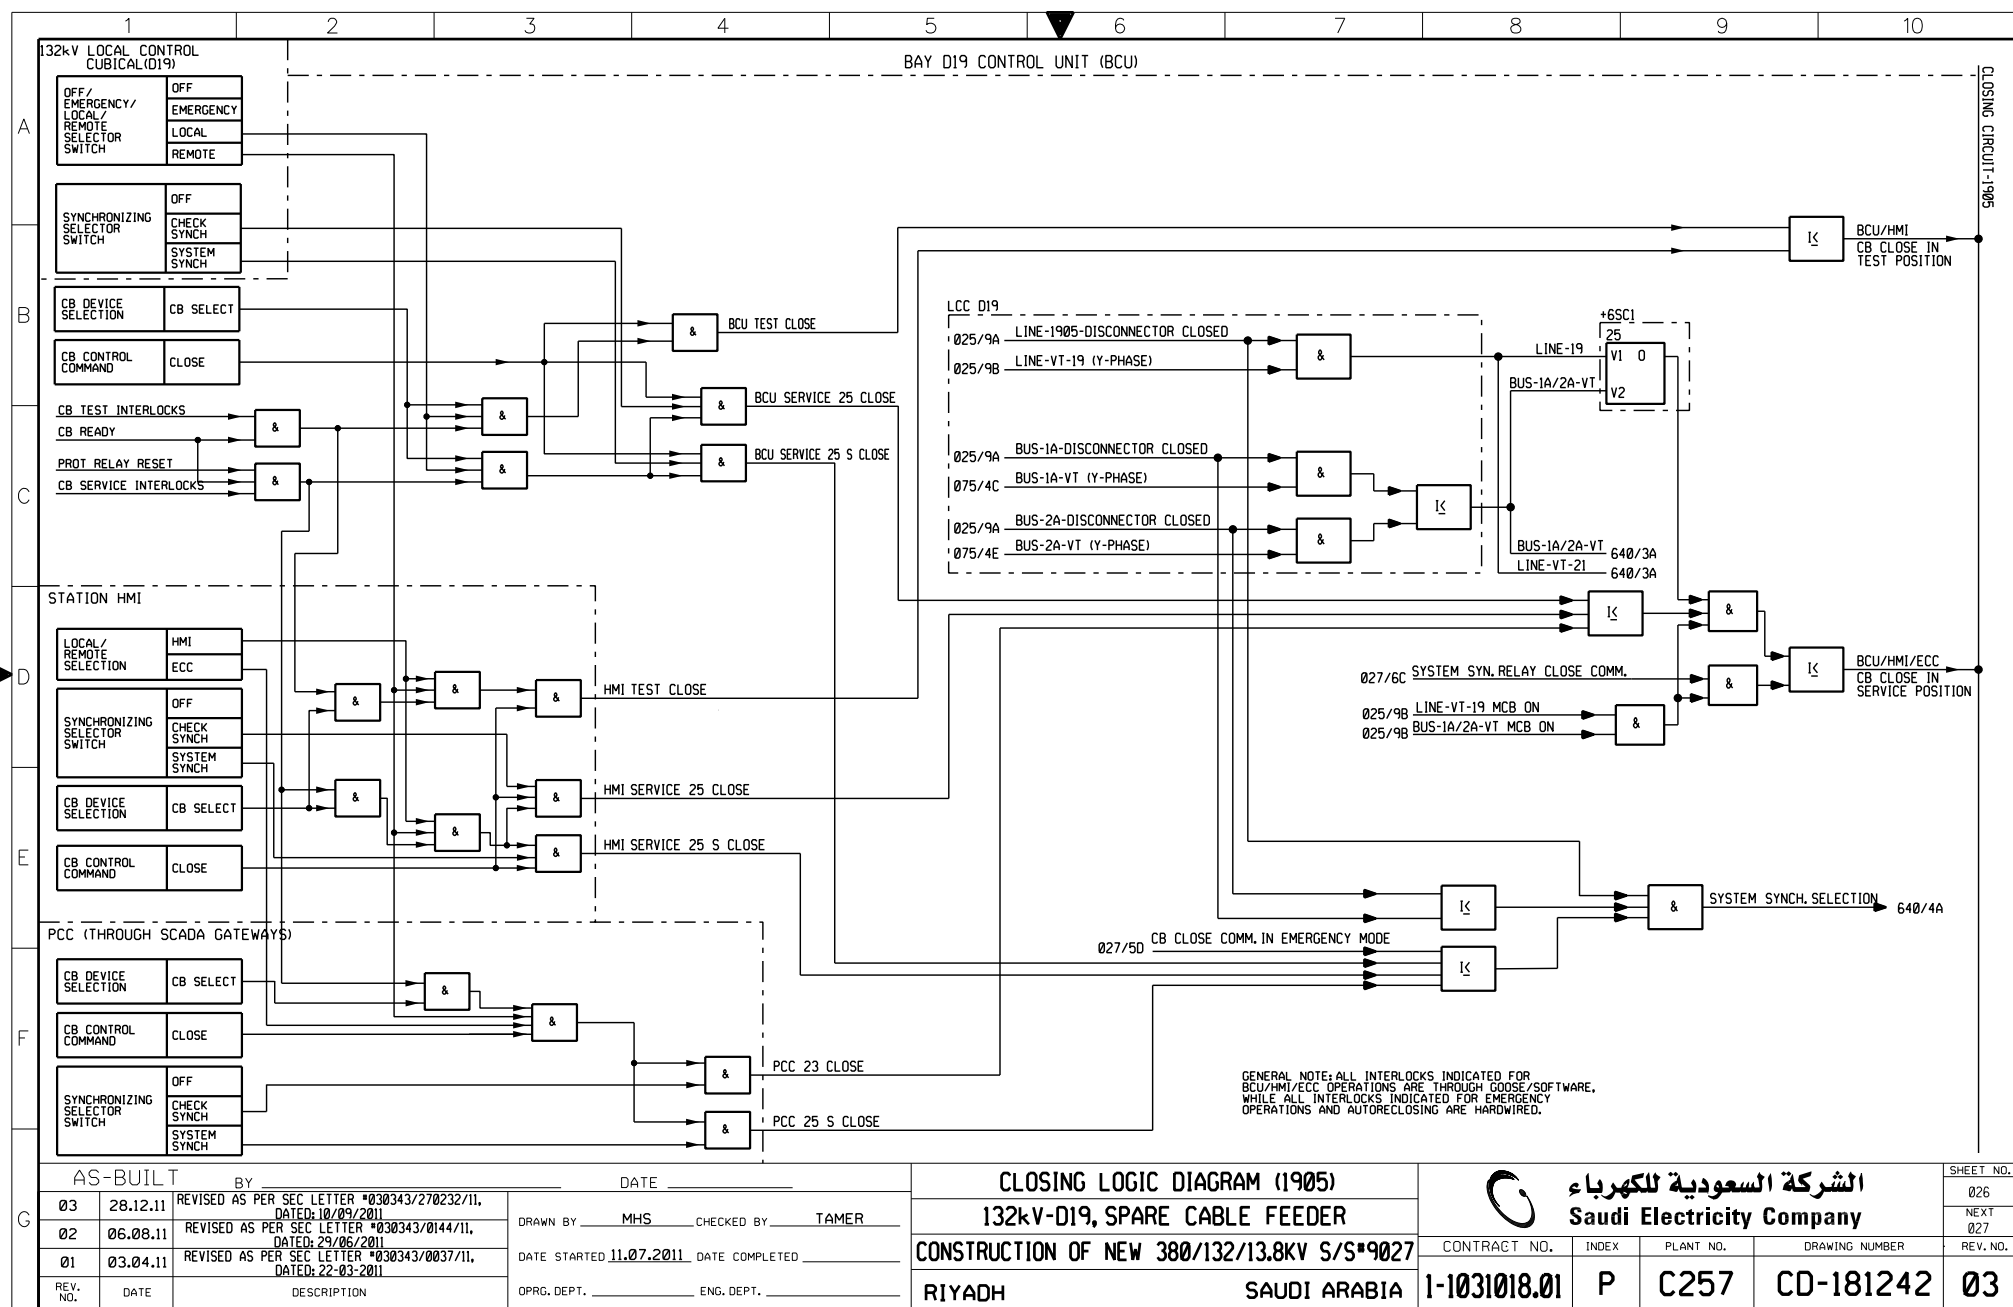 1 2 3 4 5 6 7 8 9 10
A
B
C
D
E
F
G
132kV LOCAL CONTROL
CUBICAL(D19)
BAY D19 CONTROL UNIT (BCU)
CLOSING CIRCUIT-1905
OFF/
EMERGENCY/
LOCAL/
REMOTE
SELECTOR
SWITCH
OFF
EMERGENCY
LOCAL
REMOTE
SYNCHRONIZING
SELECTOR
SWITCH
OFF
CHECK
SYNCH
SYSTEM
SYNCH
CB DEVICE
SELECTION
CB SELECT
CB CONTROL
COMMAND
CLOSE
CB TEST INTERLOCKS
CB READY
PROT RELAY RESET
CB SERVICE INTERLOCKS
&
&
&
&
&
&
&
BCU TEST CLOSE
BCU SERVICE 25 CLOSE
BCU SERVICE 25 S CLOSE
BCU/HMI
CB CLOSE IN
TEST POSITION
LCC D19
025/9A LINE-1905-DISCONNECTOR CLOSED
025/9B LINE-VT-19 (Y-PHASE)
025/9A BUS-1A-DISCONNECTOR CLOSED
075/4C BUS-1A-VT (Y-PHASE)
025/9A BUS-2A-DISCONNECTOR CLOSED
075/4E BUS-2A-VT (Y-PHASE)
&
&
&
+6SC1
25
V1 O
V2
LINE-19
BUS-1A/2A-VT
BUS-1A/2A-VT 640/3A
LINE-VT-21 640/3A
STATION HMI
LOCAL/
REMOTE
SELECTION
HMI
ECC
SYNCHRONIZING
SELECTOR
SWITCH
OFF
CHECK
SYNCH
SYSTEM
SYNCH
CB DEVICE
SELECTION
CB SELECT
CB CONTROL
COMMAND
CLOSE
&
&
&
&
&
&
&
HMI TEST CLOSE
HMI SERVICE 25 CLOSE
HMI SERVICE 25 S CLOSE
027/6C SYSTEM SYN.RELAY CLOSE COMM.
025/9B LINE-VT-19 MCB ON
025/9B BUS-1A/2A-VT MCB ON
&
&
&
BCU/HMI/ECC
CB CLOSE IN
SERVICE POSITION
&
SYSTEM SYNCH.SELECTION 640/4A
027/5D CB CLOSE COMM.IN EMERGENCY MODE
PCC (THROUGH SCADA GATEWAYS)
CB DEVICE
SELECTION
CB SELECT
CB CONTROL
COMMAND
CLOSE
SYNCHRONIZING
SELECTOR
SWITCH
OFF
CHECK
SYNCH
SYSTEM
SYNCH
&
&
&
&
PCC 23 CLOSE
PCC 25 S CLOSE
GENERAL NOTE:ALL INTERLOCKS INDICATED FOR
BCU/HMI/ECC OPERATIONS ARE THROUGH GOOSE/SOFTWARE,
WHILE ALL INTERLOCKS INDICATED FOR EMERGENCY
OPERATIONS AND AUTORECLOSING ARE HARDWIRED.
AS-BUILT BY DATE
03 28.12.11 REVISED AS PER SEC LETTER #030343/270232/11,
DATED:10/09/2011
02 06.08.11 REVISED AS PER SEC LETTER #030343/0144/11,
DATED: 29/06/2011
01 03.04.11 REVISED AS PER SEC LETTER #030343/0037/11,
DATED: 22-03-2011
REV.
NO.
DATE
DESCRIPTION
DRAWN BY MHS CHECKED BY TAMER
DATE STARTED 11.07.2011 DATE COMPLETED
OPRG.DEPT. ENG.DEPT.
CLOSING LOGIC DIAGRAM (1905)
132kV-D19, SPARE CABLE FEEDER
CONSTRUCTION OF NEW 380/132/13.8KV S/S#9027
RIYADH SAUDI ARABIA
الشركة السعودية للكهرباء
Saudi Electricity Company
CONTRACT NO. INDEX PLANT NO. DRAWING NUMBER REV.NO.
1-1031018.01 P C257 CD-181242 03
SHEET NO.
026
NEXT
027